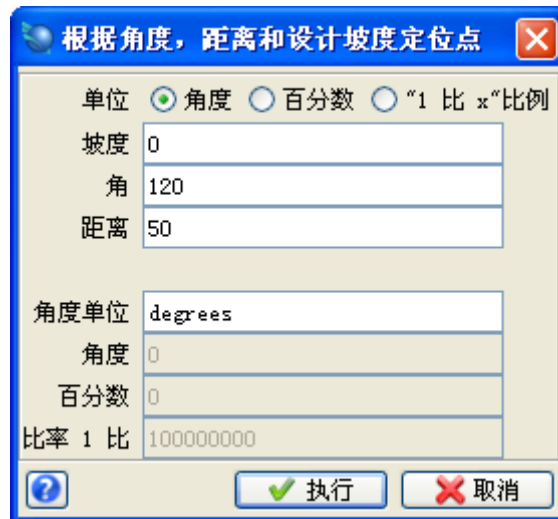 根据角度，距离和设计坡度定位点
单位 角度 百分数 "1 比 x"比例
坡度 0
角 120
距离 50
角度单位 degrees
角度 0
百分数 0
比率 1 比 100000000
? 执行 取消